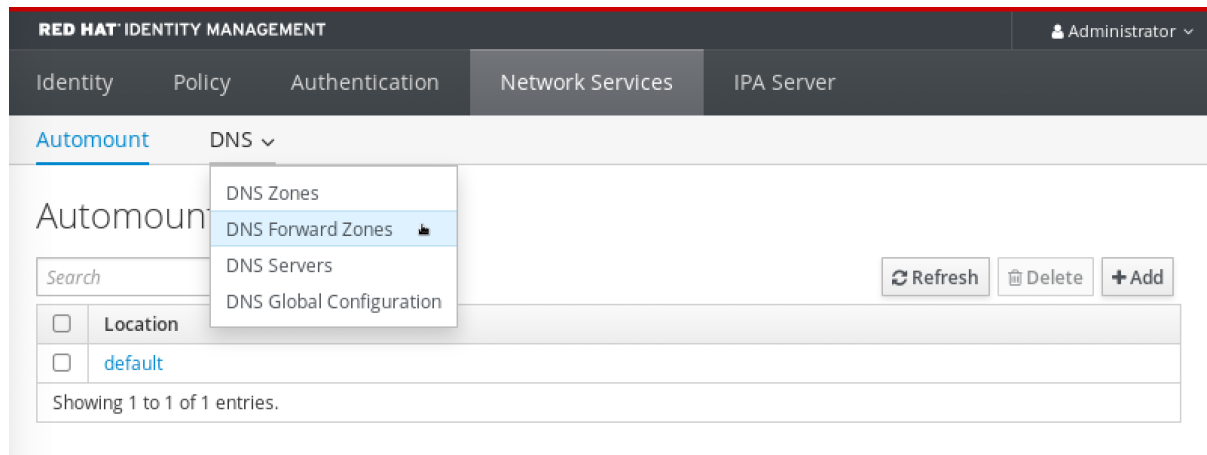 RED HAT® IDENTITY MANAGEMENT
Administrator
Identity Policy Authentication Network Services IPA Server
Automount DNS
DNS Zones
DNS Forward Zones
DNS Servers
DNS Global Configuration
Automoun
Search
Refresh Delete Add
Location
default
Showing 1 to 1 of 1 entries.